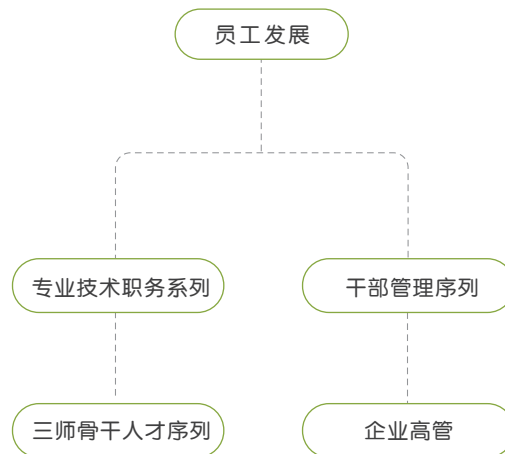 员工发展
专业技术职务系列
干部管理序列
三师骨干人才序列
企业高管